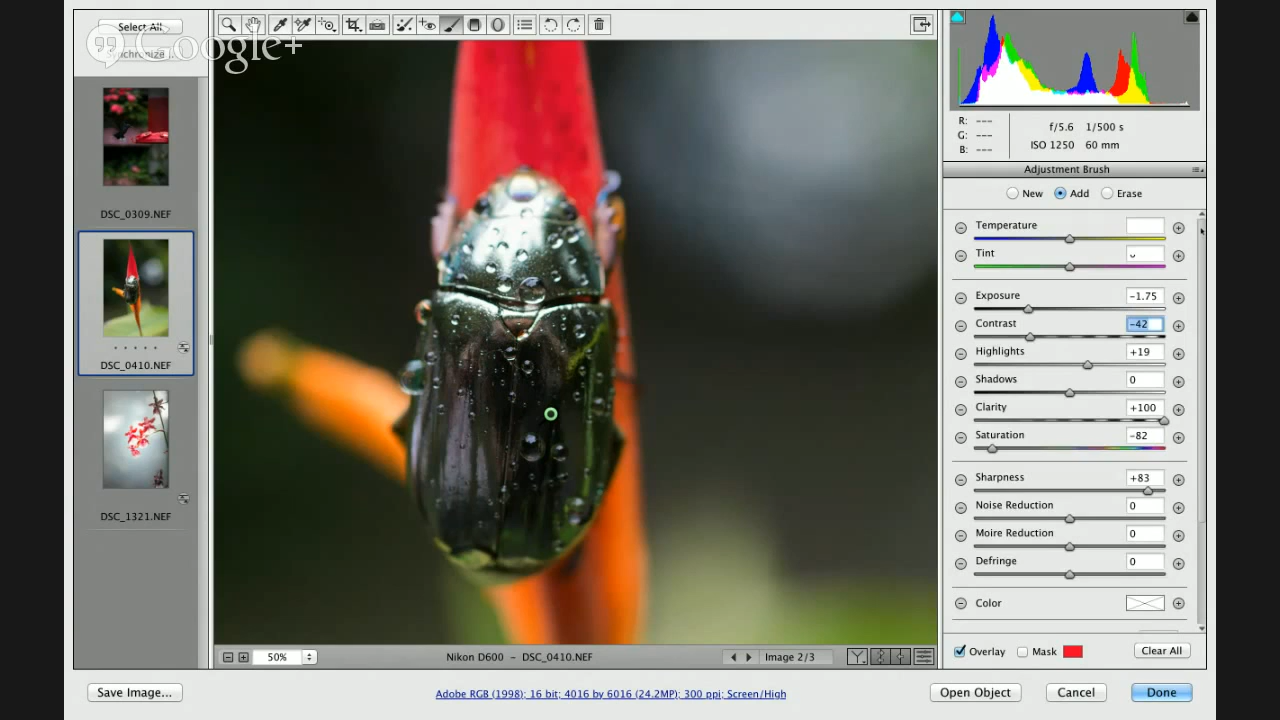 Select All
Synchronize...
Google+
DSC_0309.NEF
DSC_0410.NEF
DSC_1321.NEF
50%
Nikon D600 – DSC_0410.NEF
Image 2/3
Y
Save Image...
Adobe RGB (1998); 16 bit; 4016 by 6016 (24.2MP); 300 ppi; Screen/High
R: ---
G: ---
B: ---
f/5.6 1/500 s
ISO 1250 60 mm
Adjustment Brush
New Add Erase
Temperature
Tint
Exposure -1.75
Contrast -42
Highlights +19
Shadows 0
Clarity +100
Saturation -82
Sharpness +83
Noise Reduction 0
Moire Reduction 0
Defringe 0
Color
Overlay Mask Clear All
Open Object Cancel Done